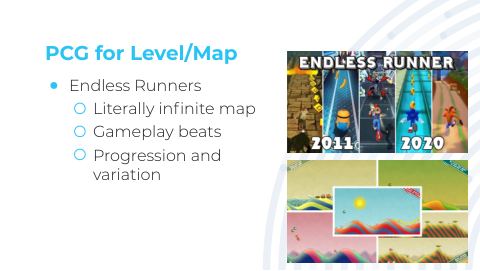 PCG for Level/Map
Endless Runners
Literally infinite map
Gameplay beats
Progression and
variation
ENDLESS RUNNER
2011
2020